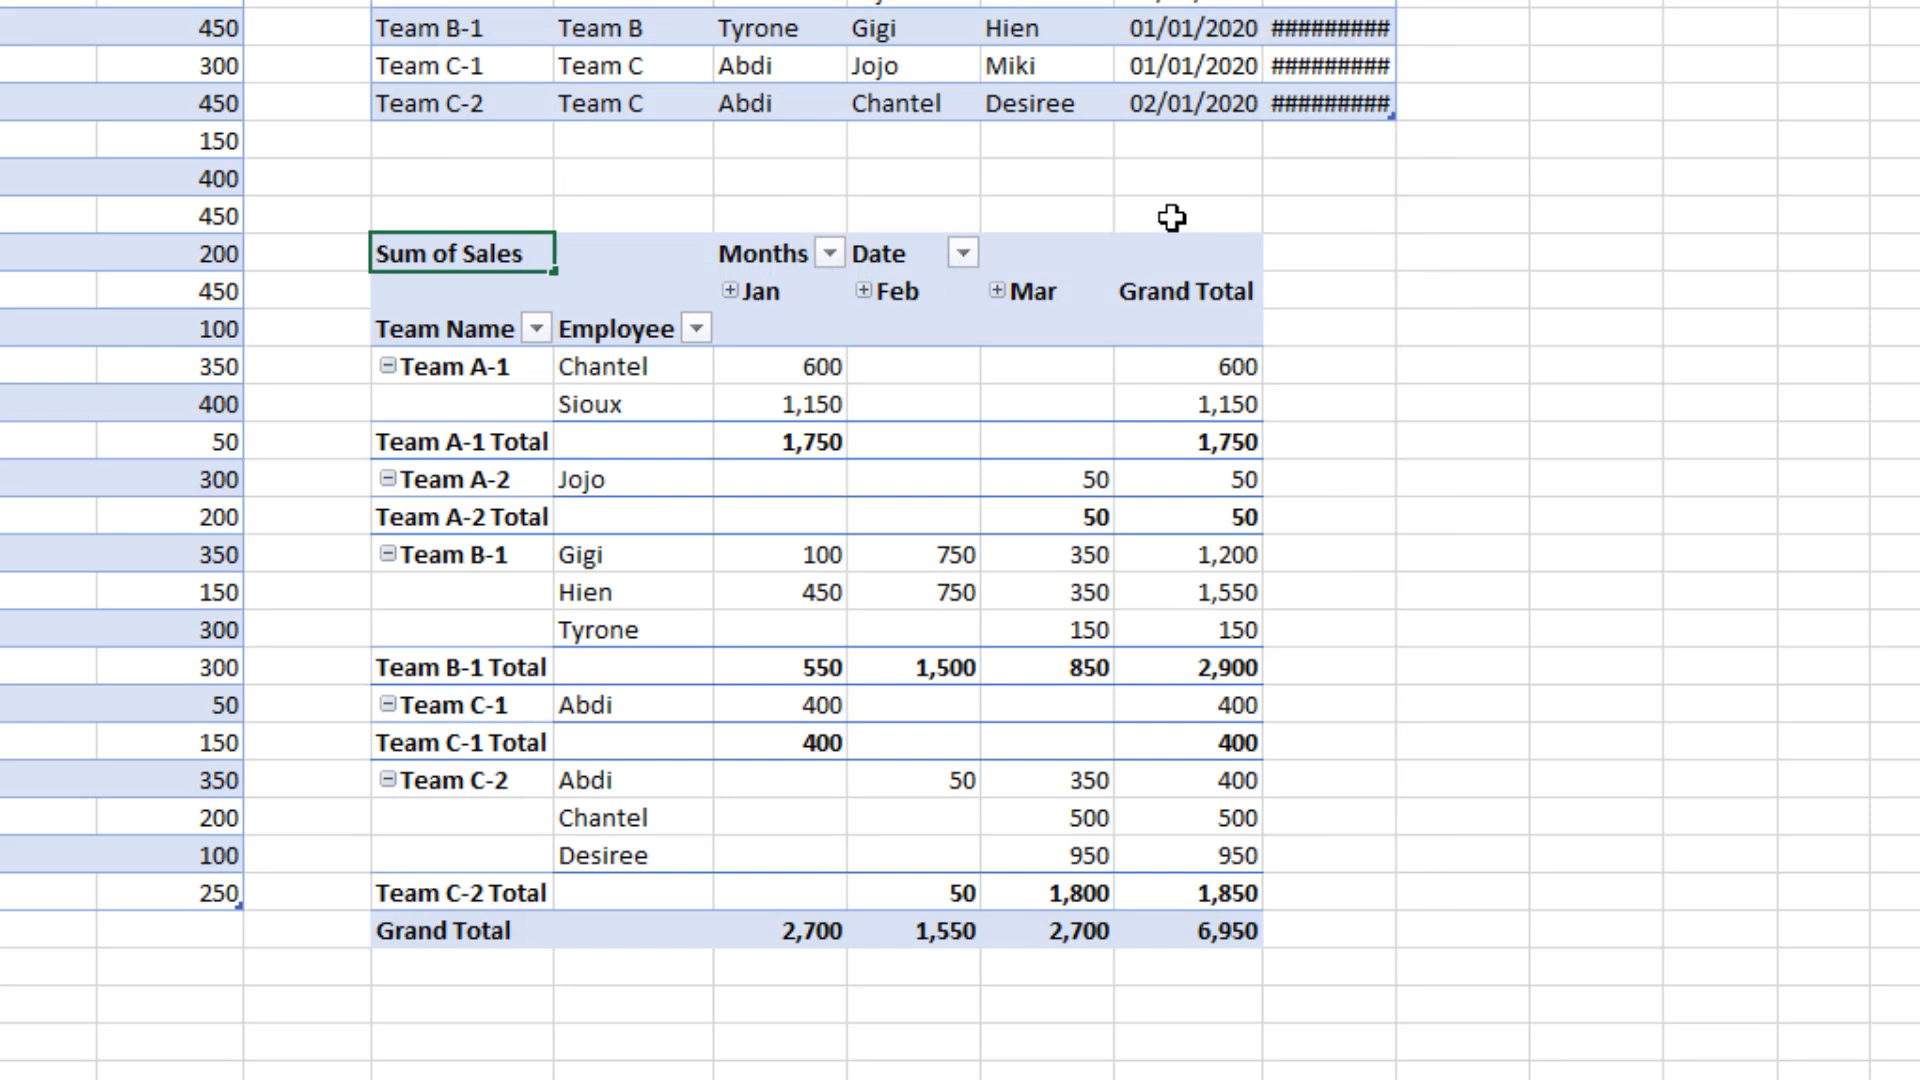 450 Team B-1 Team B Tyrone Gigi Hien 01/01/2020 #########
300 Team C-1 Team C Abdi Jojo Miki 01/01/2020 #########
450 Team C-2 Team C Abdi Chantel Desiree 02/01/2020 #########
150
400
450
200 Sum of Sales Months Date
450 Jan Feb Mar Grand Total
100 Team Name Employee
350 Team A-1 Chantel 600 600
400 Sioux 1,150 1,150
50 Team A-1 Total 1,750 1,750
300 Team A-2 Jojo 50 50
200 Team A-2 Total 50 50
350 Team B-1 Gigi 100 750 350 1,200
150 Hien 450 750 350 1,550
300 Tyrone 150 150
300 Team B-1 Total 550 1,500 850 2,900
50 Team C-1 Abdi 400 400
150 Team C-1 Total 400 400
350 Team C-2 Abdi 50 350 400
200 Chantel 500 500
100 Desiree 950 950
250 Team C-2 Total 50 1,800 1,850
Grand Total 2,700 1,550 2,700 6,950